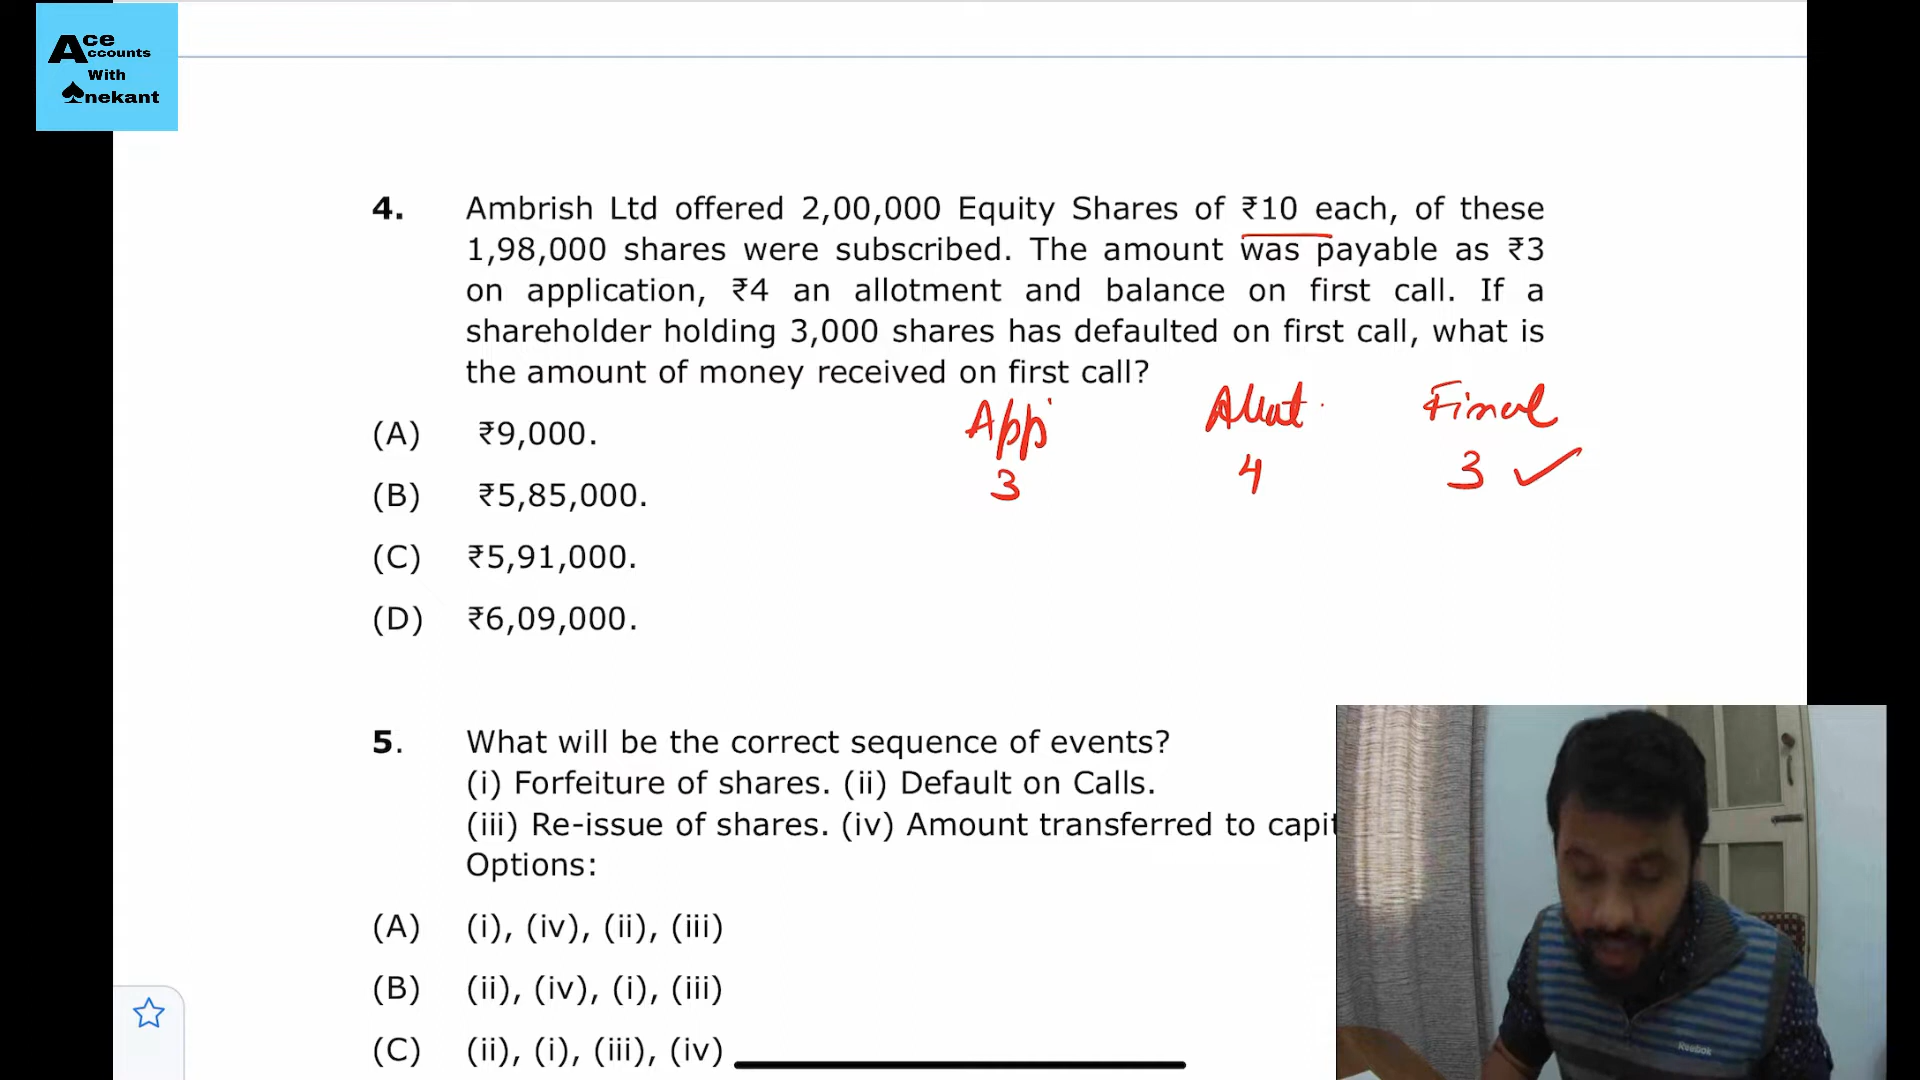 Ace
Accounts
With
Anekant
4. Ambrish Ltd offered 2,00,000 Equity Shares of ₹10 each, of these
1,98,000 shares were subscribed. The amount was payable as ₹3
on application, ₹4 an allotment and balance on first call. If a
shareholder holding 3,000 shares has defaulted on first call, what is
the amount of money received on first call?
App Allot Final
3 4 3
(A) ₹9,000.
(B) ₹5,85,000.
(C) ₹5,91,000.
(D) ₹6,09,000.
5. What will be the correct sequence of events?
(i) Forfeiture of shares. (ii) Default on Calls.
(iii) Re-issue of shares. (iv) Amount transferred to capit
Options:
(A) (i), (iv), (ii), (iii)
(B) (ii), (iv), (i), (iii)
(C) (ii), (i), (iii), (iv)
Reebok